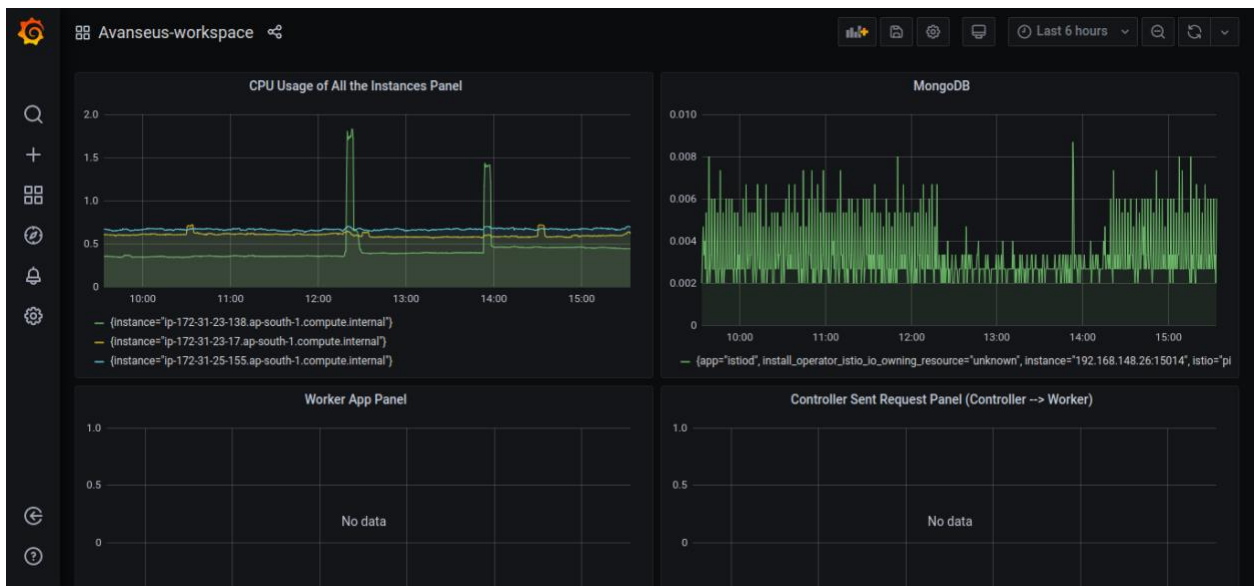 Avanseus-workspace
Last 6 hours
CPU Usage of All the Instances Panel
2.0
1.5
1.0
0.5
0
10:00 11:00 12:00 13:00 14:00 15:00
{instance="ip-172-31-23-138.ap-south-1.compute.internal"}
{instance="ip-172-31-23-17.ap-south-1.compute.internal"}
{instance="ip-172-31-25-155.ap-south-1.compute.internal"}
MongoDB
0.010
0.008
0.006
0.004
0.002
0
10:00 11:00 12:00 13:00 14:00 15:00
{app="istiod", install_operator_istio_io_owning_resource="unknown", instance="192.168.148.26:15014", istio="pi
Worker App Panel
1.0
0.5
No data
0
Controller Sent Request Panel (Controller --> Worker)
1.0
0.5
No data
0